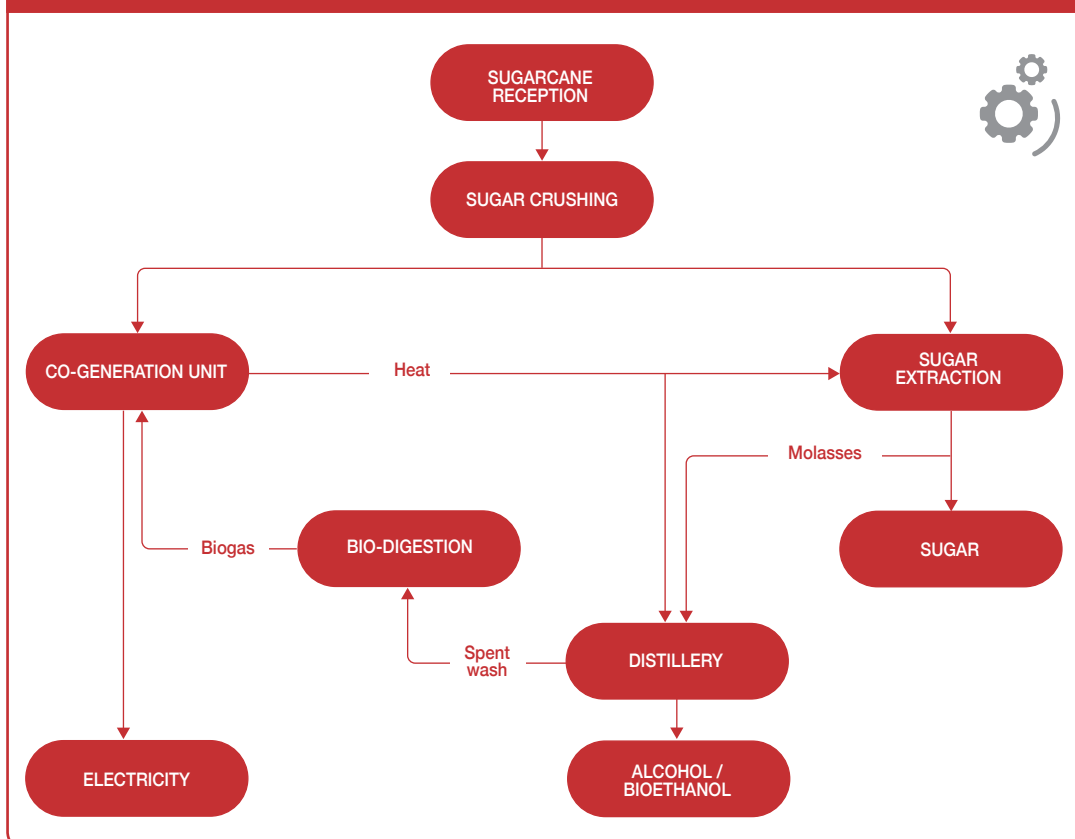 SUGARCANE
RECEPTION
SUGAR CRUSHING
CO-GENERATION UNIT
Heat
SUGAR
EXTRACTION
Molasses
Biogas
BIO-DIGESTION
SUGAR
Spent
wash
DISTILLERY
ELECTRICITY
ALCOHOL /
BIOETHANOL